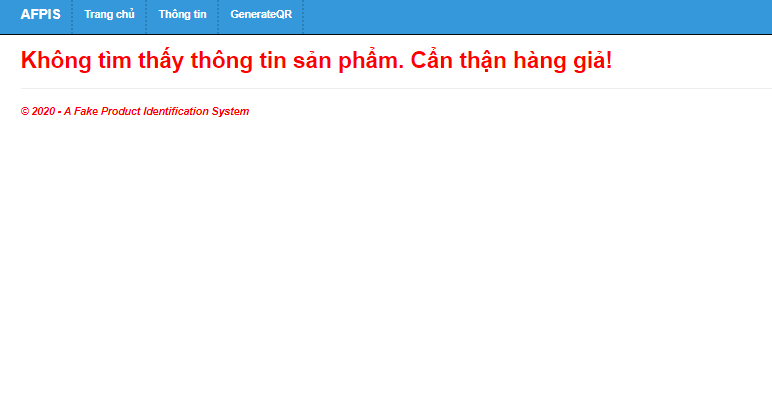 AFPIS Trang chủ Thông tin GenerateQR
Không tìm thấy thông tin sản phẩm. Cẩn thận hàng giả!
© 2020 - A Fake Product Identification System